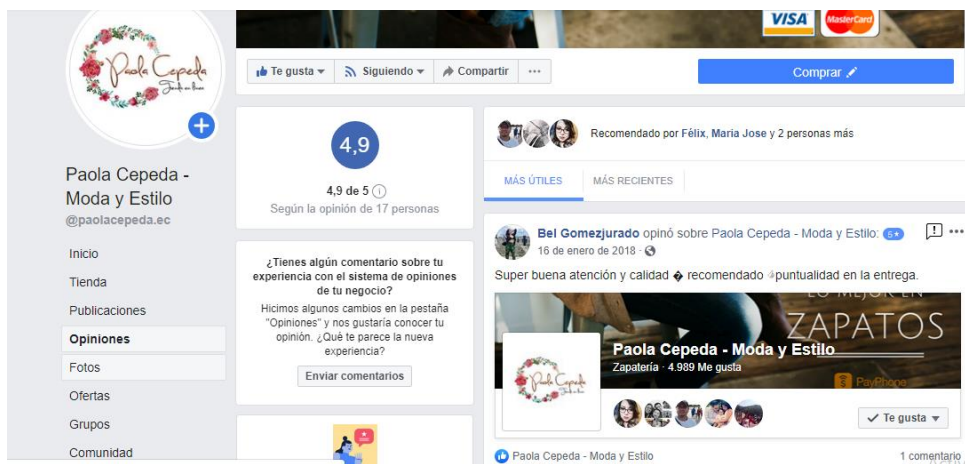 VISA MasterCard
Paola Cepeda
Tienda en línea
Te gusta Siguiendo Compartir ...
Comprar
Paola Cepeda -
Moda y Estilo
@paolacepeda.ec
Inicio
Tienda
Publicaciones
Opiniones
Fotos
Ofertas
Grupos
Comunidad
4,9
4,9 de 5
Según la opinión de 17 personas
¿Tienes algún comentario sobre tu
experiencia con el sistema de opiniones
de tu negocio?
Hicimos algunos cambios en la pestaña
"Opiniones" y nos gustaría conocer tu
opinión. ¿Qué te parece la nueva
experiencia?
Enviar comentarios
Recomendado por Félix, Maria Jose y 2 personas más
MÁS ÚTILES MÁS RECIENTES
Bel Gomezjurado opinó sobre Paola Cepeda - Moda y Estilo: 5★
16 de enero de 2018 ·
Super buena atención y calidad � recomendado puntualidad en la entrega.
LO MEJOR EN
ZAPATOS
Paola Cepeda - Moda y Estilo
Zapatería · 4.989 Me gusta
Paola Cepeda
PayPhone
Te gusta
Paola Cepeda - Moda y Estilo
1 comentario